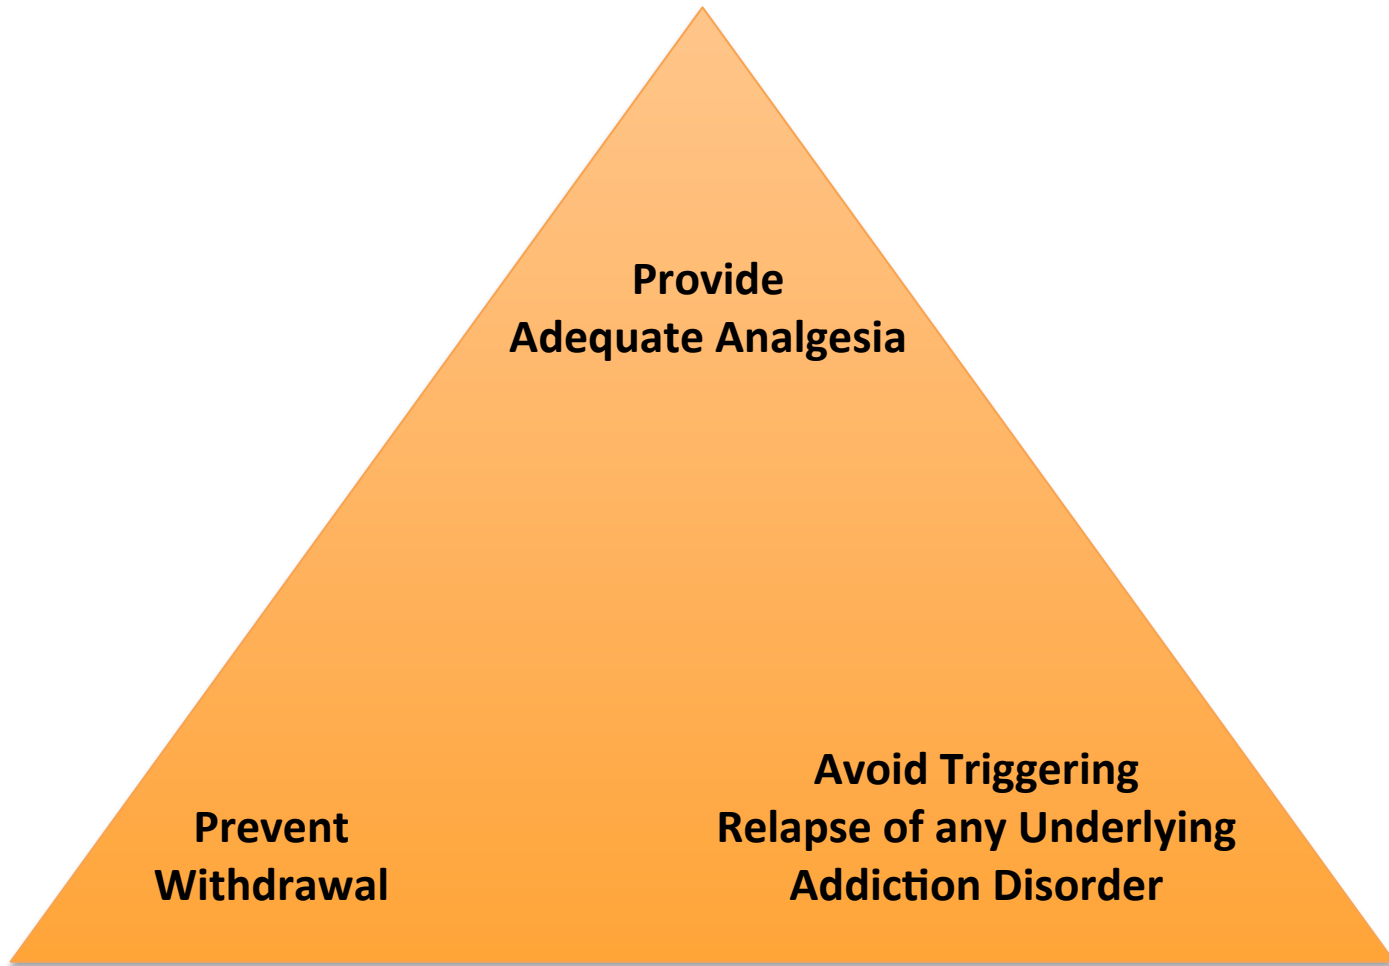 Provide
Adequate Analgesia
Prevent
Withdrawal
Avoid Triggering
Relapse of any Underlying
Addiction Disorder